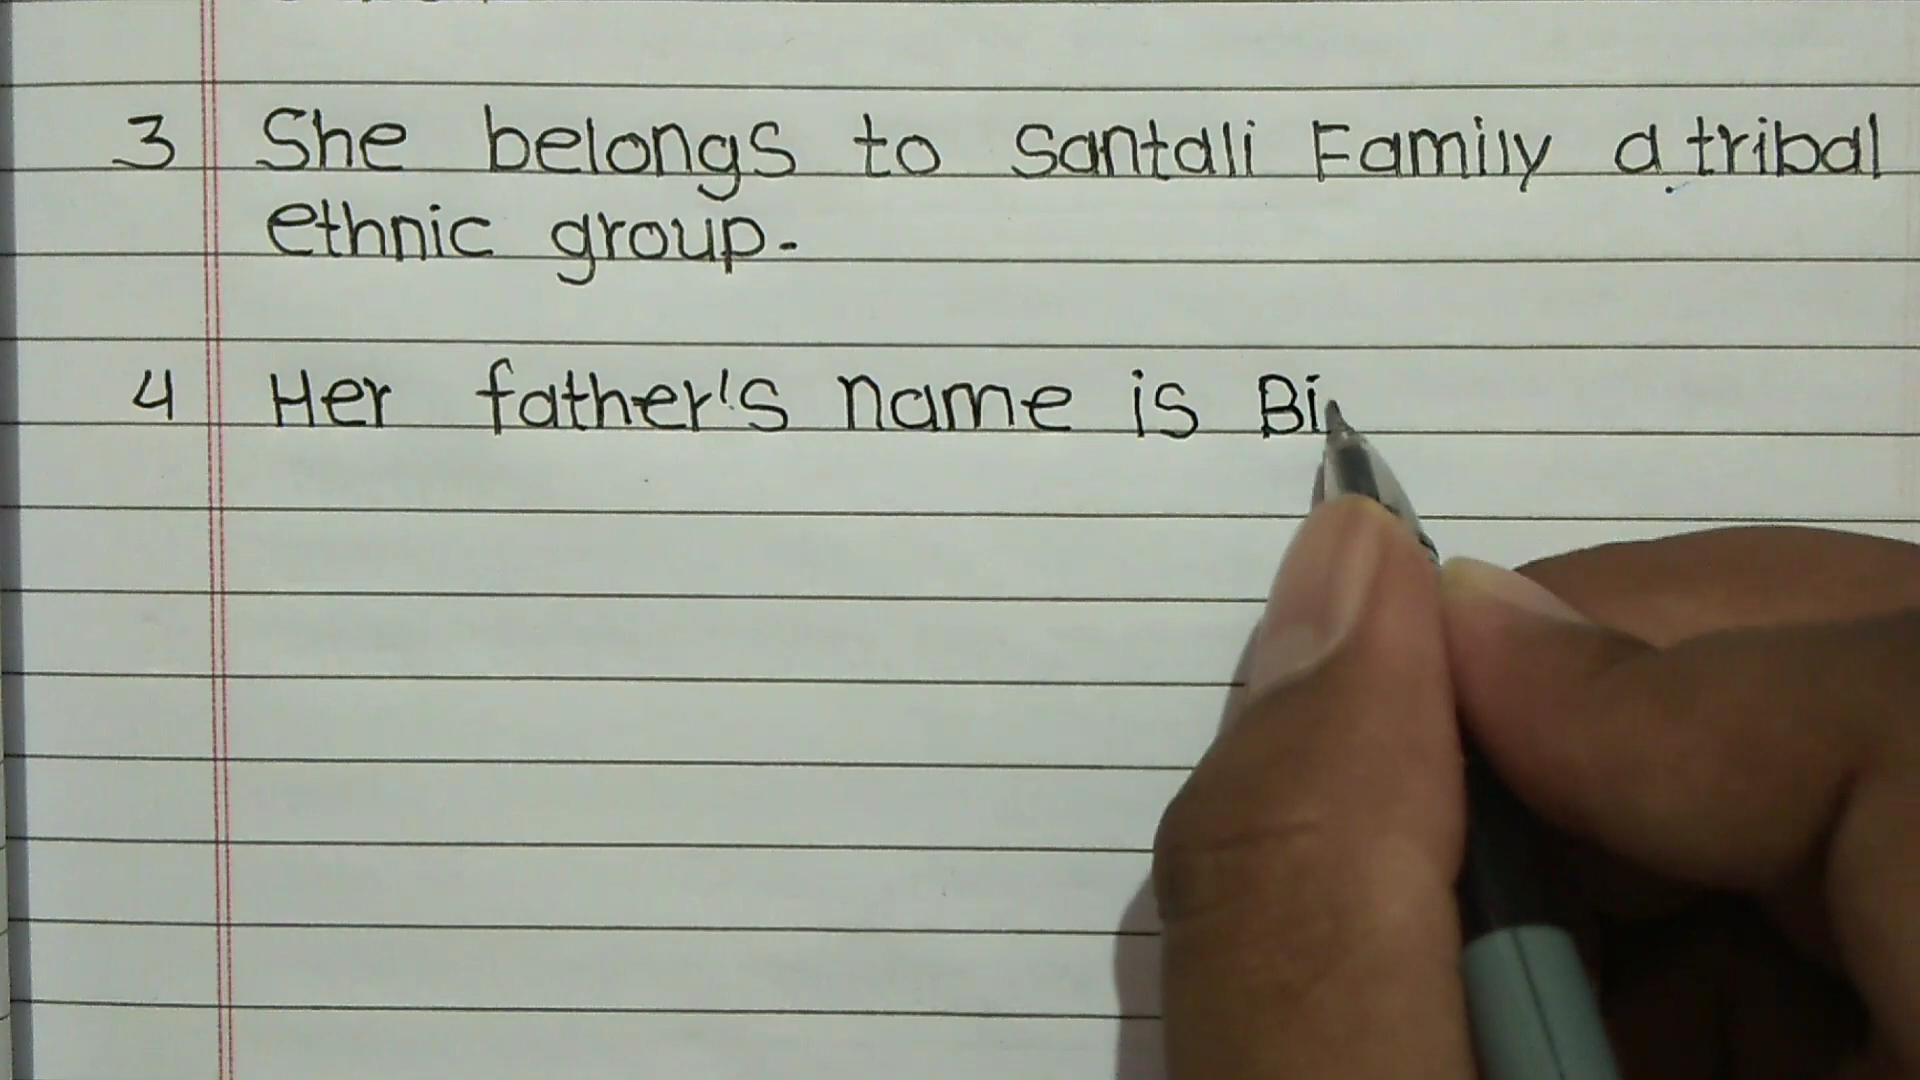 3 She belongs to Santali Family a tribal
ethnic group.
4 Her father's name is Bi